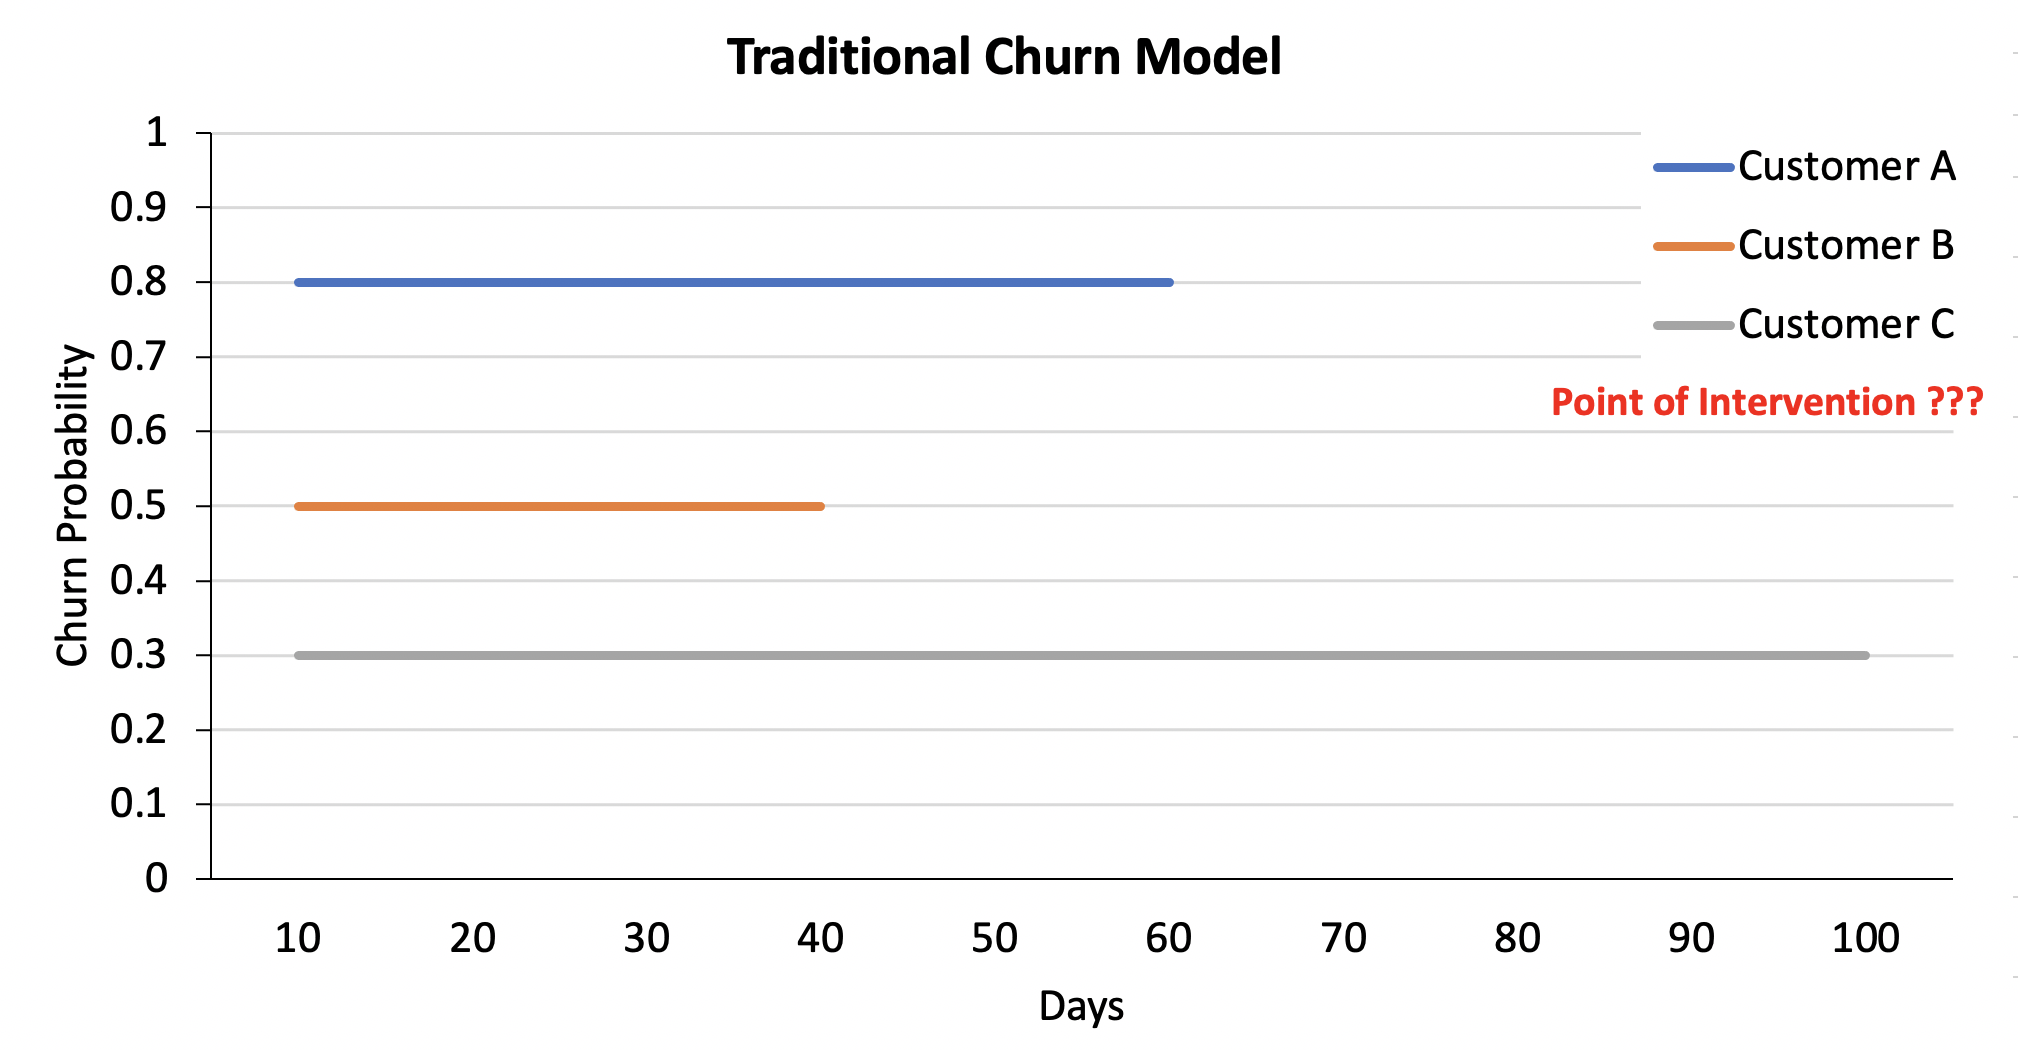 Traditional Churn Model
1
0.9
0.8
0.7
0.6
0.5
0.4
0.3
0.2
0.1
0
Churn Probability
Customer A
Customer B
Customer C
Point of Intervention ???
10 20 30 40 50 60 70 80 90 100
Days